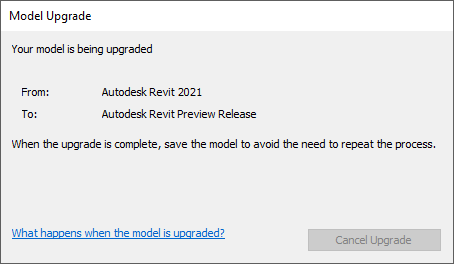 Model Upgrade
Your model is being upgraded
From: Autodesk Revit 2021
To: Autodesk Revit Preview Release
When the upgrade is complete, save the model to avoid the need to repeat the process.
What happens when the model is upgraded? Cancel Upgrade